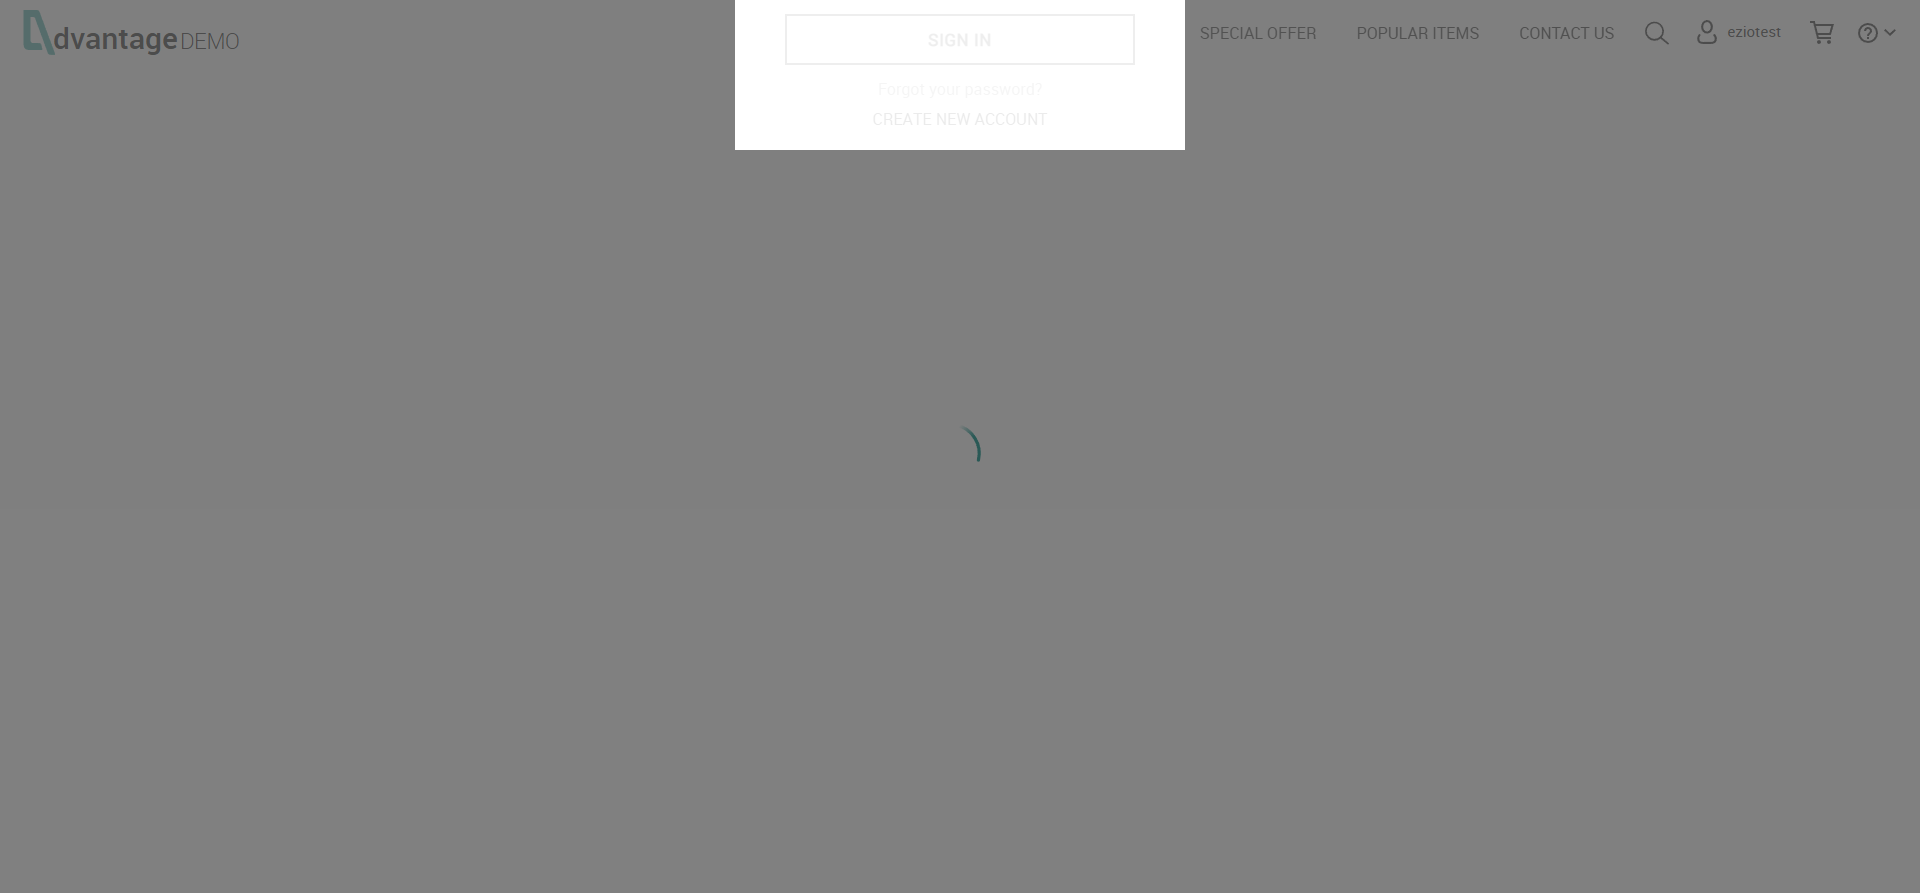 dvantage DEMO
SPECIAL OFFER
POPULAR ITEMS
CONTACT US
eziotest
SIGN IN
Forgot your password?
CREATE NEW ACCOUNT